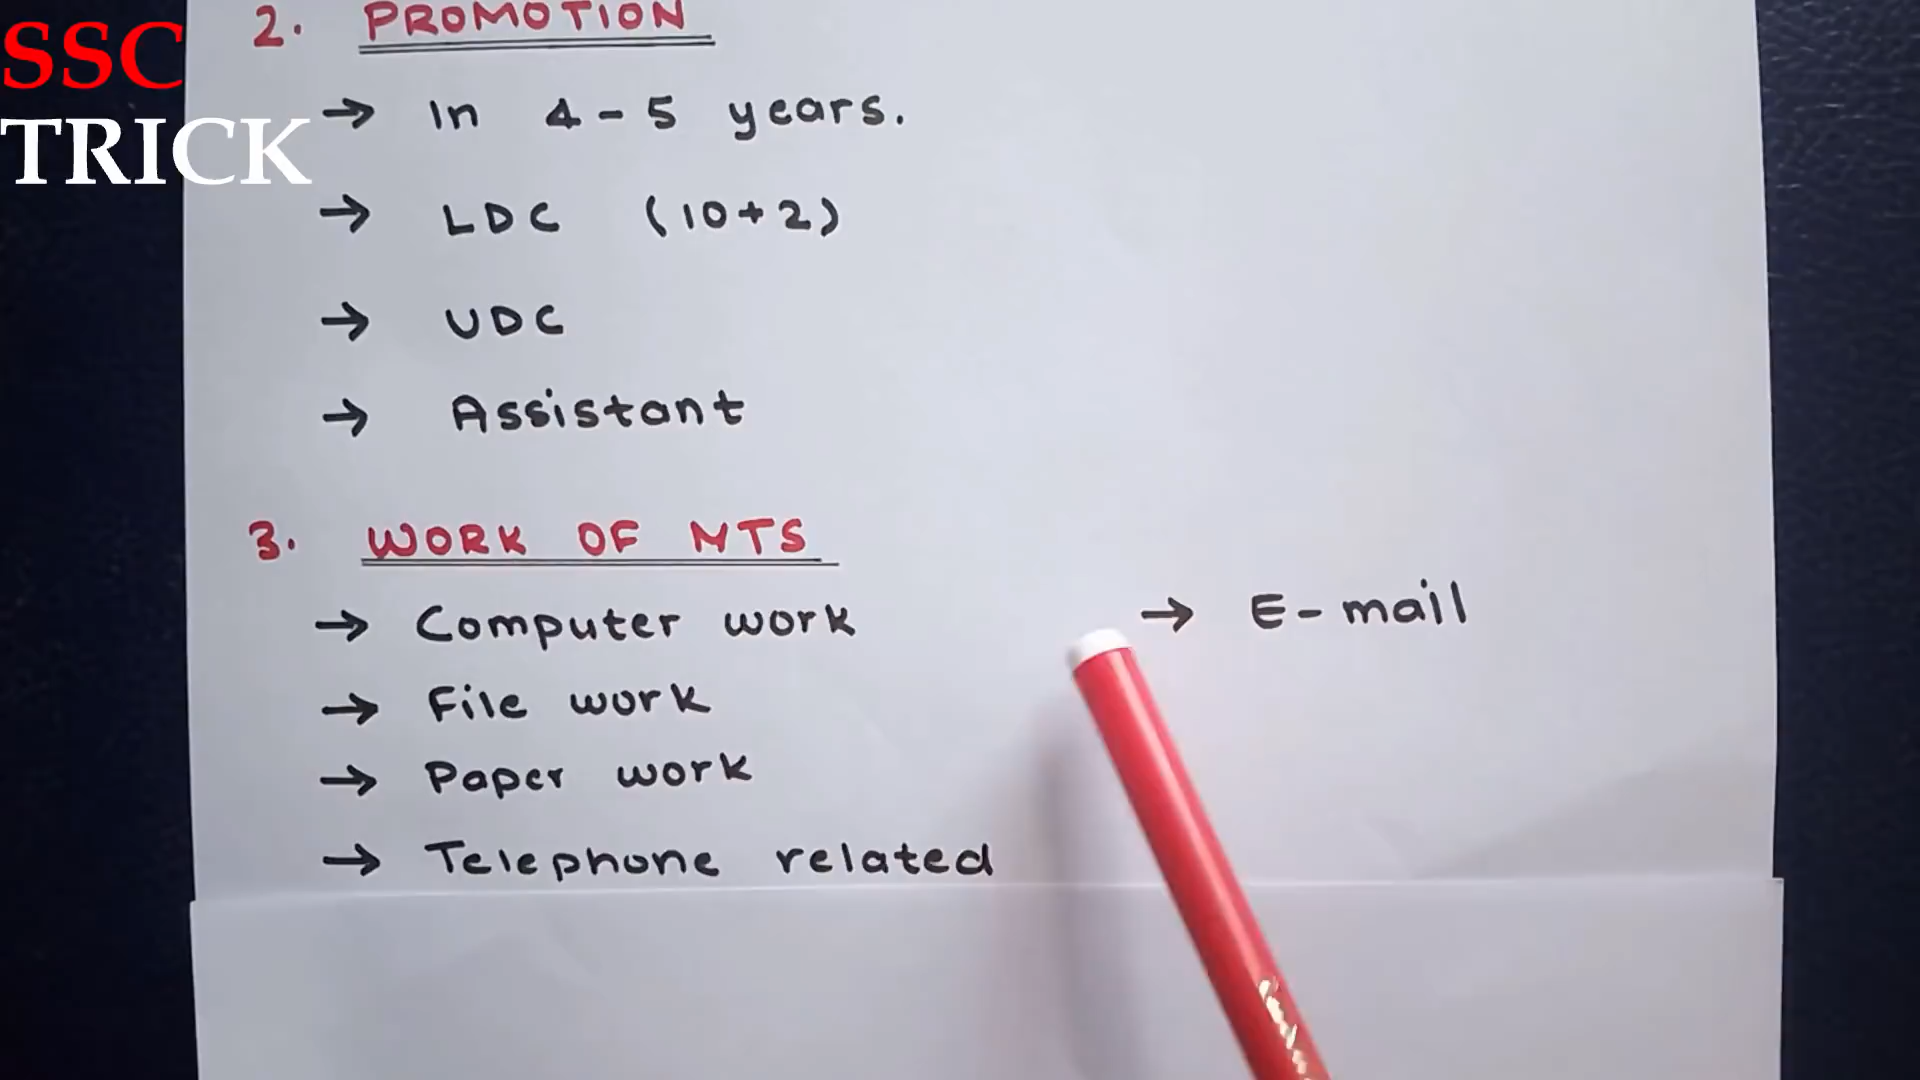 SSC
TRICK
2. PROMOTION
→ In 4-5 years.
→ LDC (10+2)
→ UDC
→ Assistant
3. WORK OF MTS
→ Computer work → E-mail
→ File work
→ Paper work
→ Telephone related